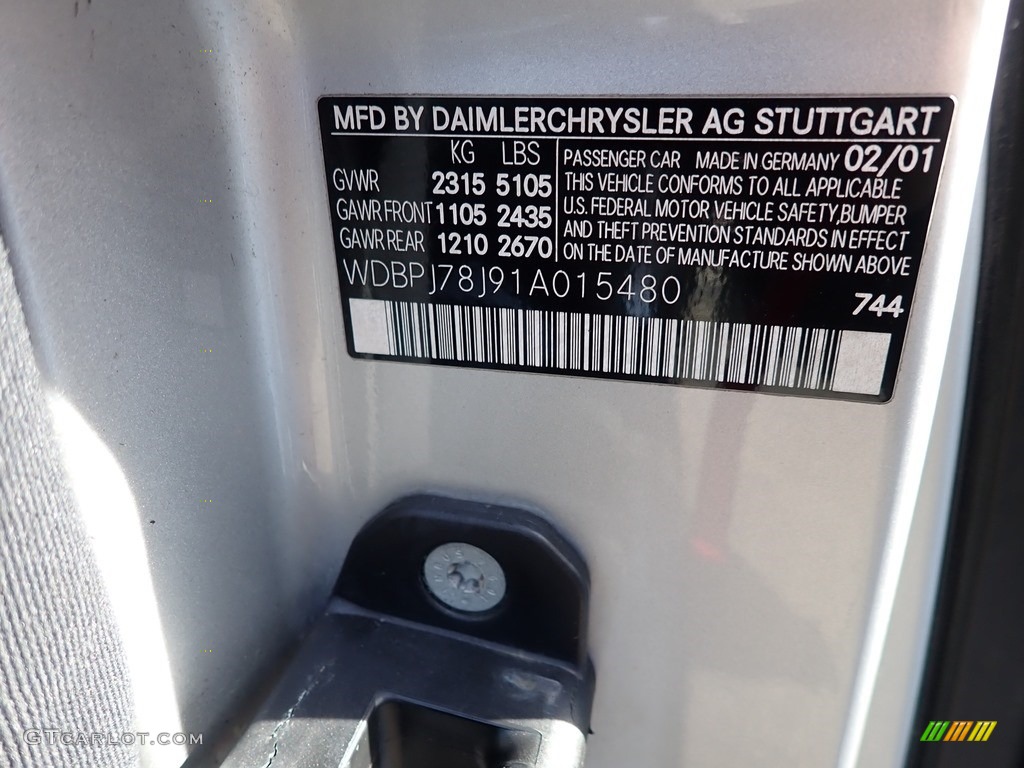 MFD BY DAIMLERCHRYSLER AG STUTTGART
KG LBS
GVWR 2315 5105
GAWR FRONT 1105 2435
GAWR REAR 1210 2670
PASSENGER CAR MADE IN GERMANY 02/01
THIS VEHICLE CONFORMS TO ALL APPLICABLE
U.S. FEDERAL MOTOR VEHICLE SAFETY,BUMPER
AND THEFT PREVENTION STANDARDS IN EFFECT
ON THE DATE OF MANUFACTURE SHOWN ABOVE
WDBPJ78J91A015480
744
GTCarLot.com